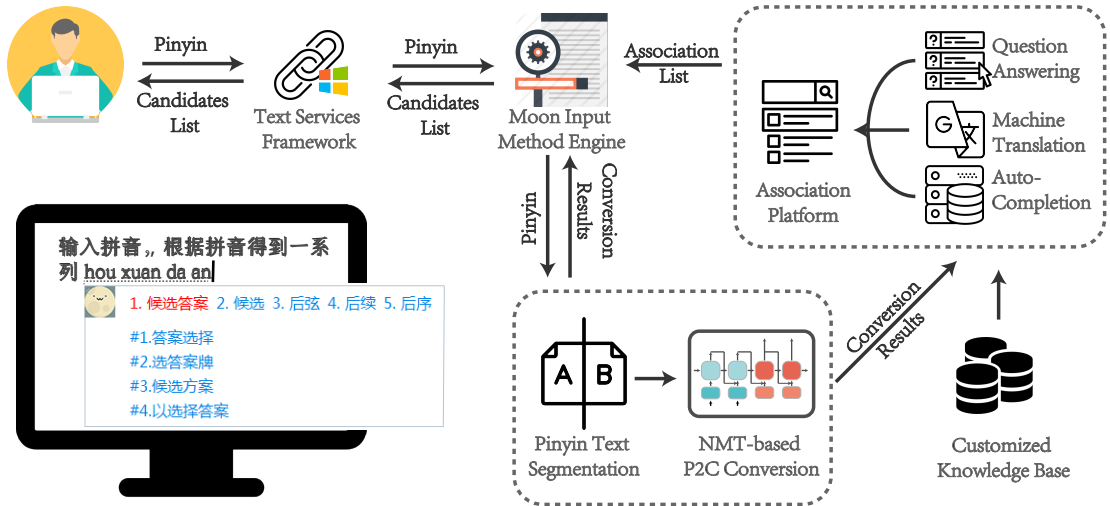 Pinyin
Candidates
List
Text Services
Framework
Pinyin
Candidates
List
Moon Input
Method Engine
Association
List
Question
Answering
Machine
Translation
Auto-
Completion
Association
Platform
?
?
?
G
文
Pinyin
Conversion
Results
输入拼音,, 根据拼音得到一系
列 hou xuan da an
1. 候选答案 2. 候选 3. 后弦 4. 后续 5. 后序
#1.答案选择
#2.选答案牌
#3.候选方案
#4.以选择答案
A B
Pinyin Text
Segmentation
NMT-based
P2C Conversion
Conversion
Results
Customized
Knowledge Base